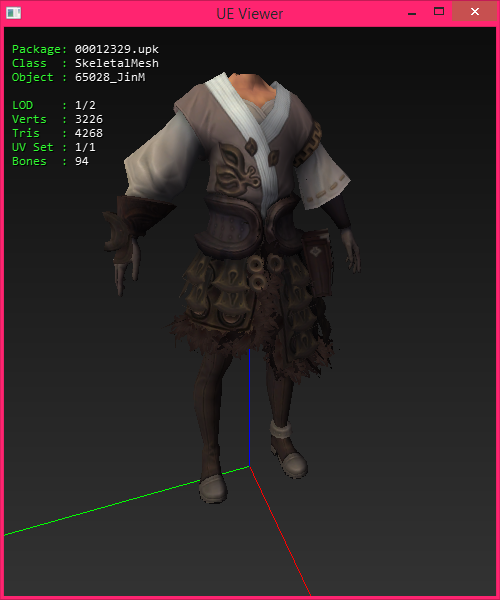 UE Viewer
Package: 00012329.upk
Class  : SkeletalMesh
Object : 65028_JinM
LOD    : 1/2
Verts  : 3226
Tris   : 4268
UV Set : 1/1
Bones  : 94